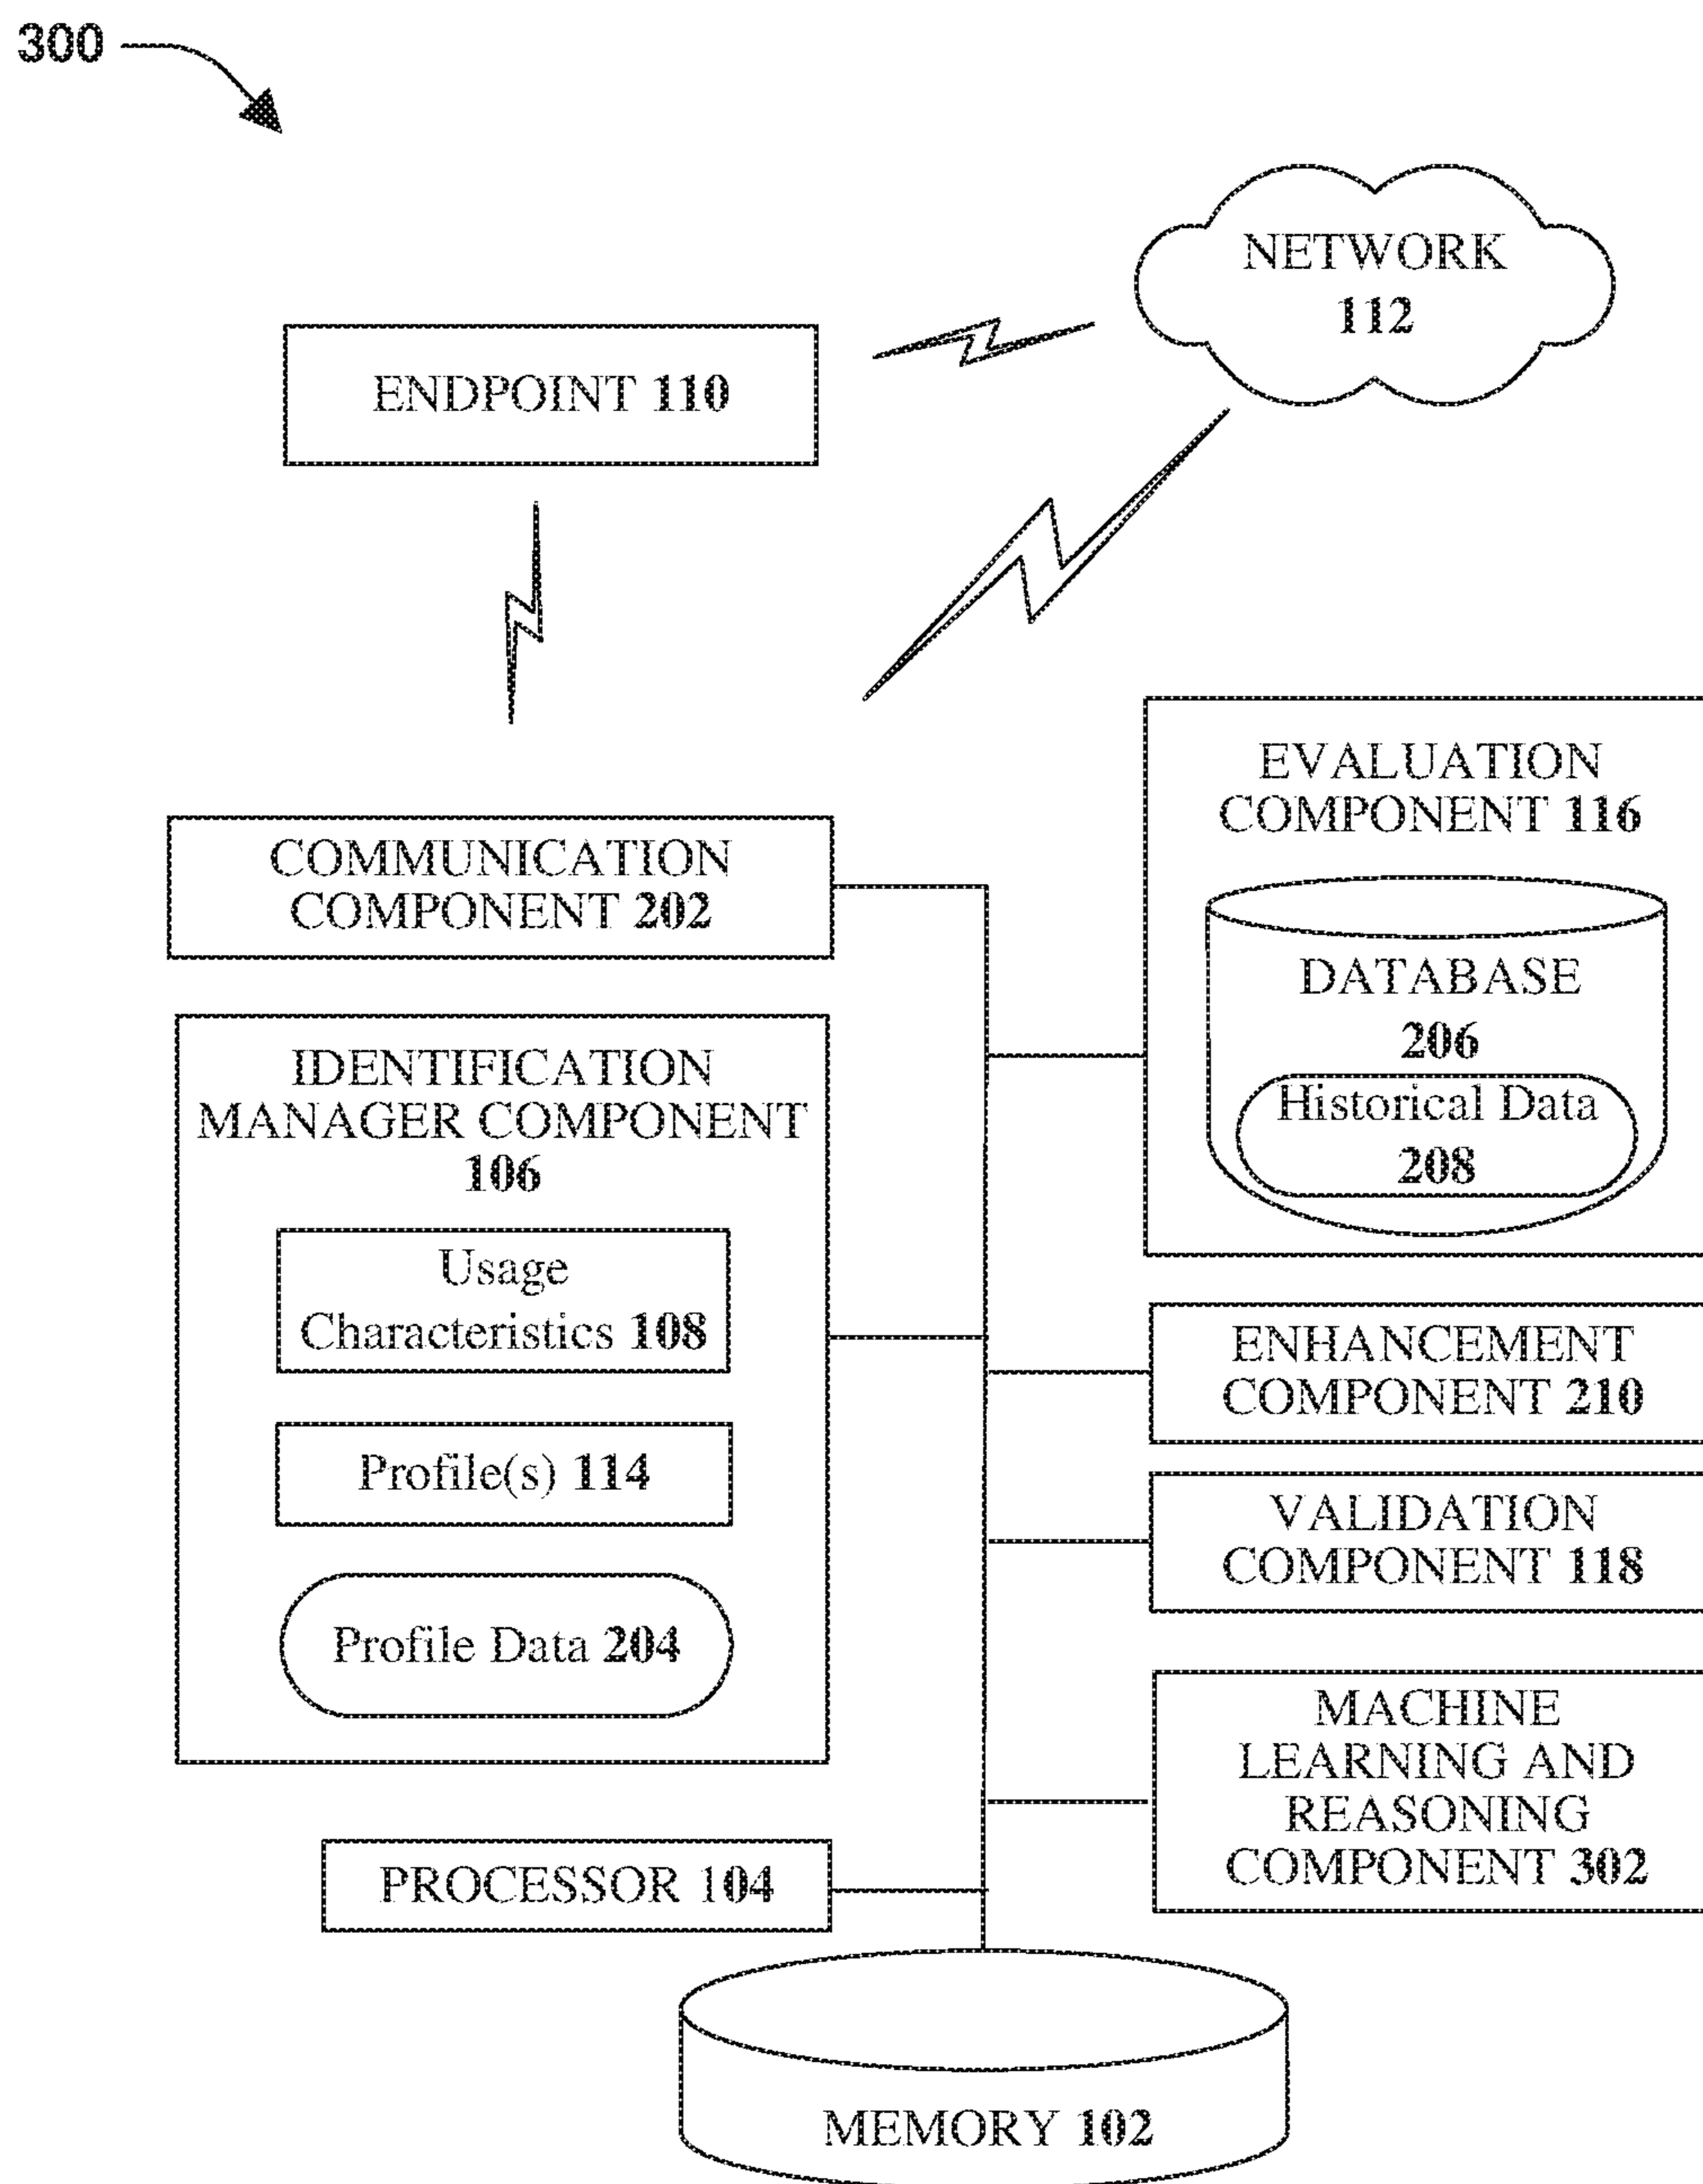 300
NETWORK
112
ENDPOINT 110
COMMUNICATION
COMPONENT 202
IDENTIFICATION
MANAGER COMPONENT
106
Usage
Characteristics 108
Profile(s) 114
Profile Data 204
PROCESSOR 104
EVALUATION
COMPONENT 116
DATABASE
206
Historical Data
208
ENHANCEMENT
COMPONENT 210
VALIDATION
COMPONENT 118
MACHINE
LEARNING AND
REASONING
COMPONENT 302
MEMORY 102